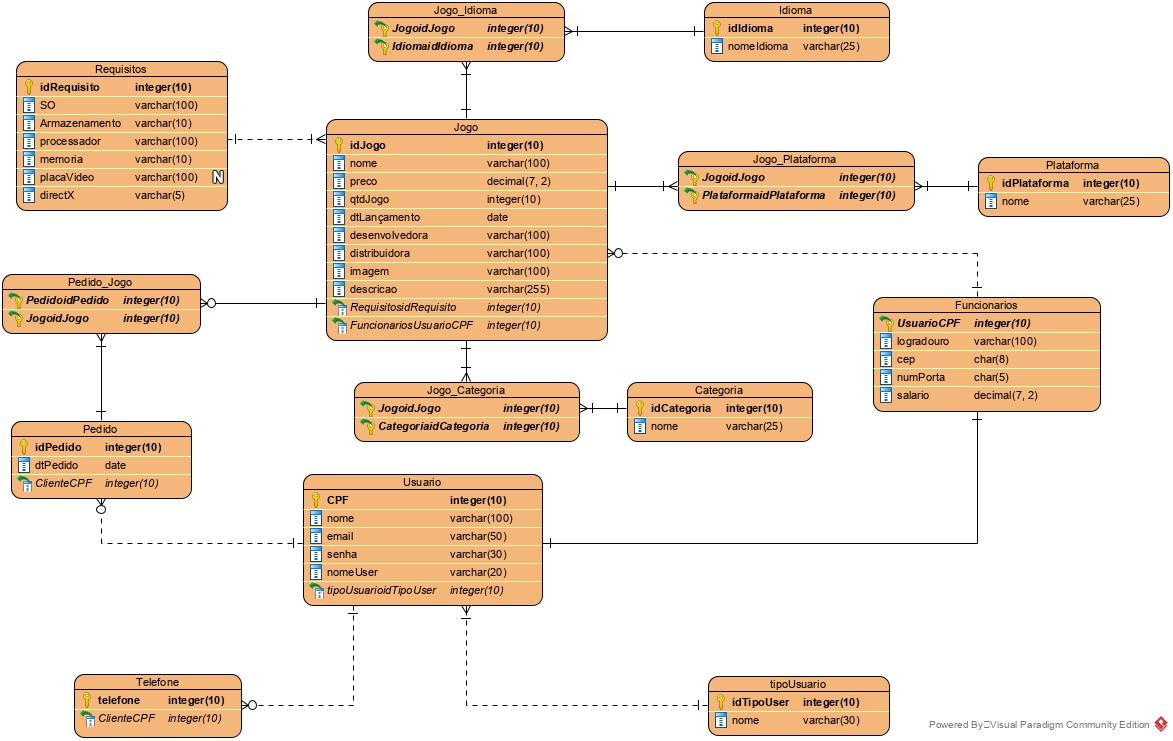 Jogo_Idioma
JogoidJogo integer(10)
IdiomaidIdioma integer(10)
Idioma
idIdioma integer(10)
nomeIdioma varchar(25)
Requisitos
idRequisito integer(10)
SO varchar(100)
Armazenamento varchar(10)
processador varchar(100)
memoria varchar(10)
placaVideo varchar(100) N
directX varchar(5)
Jogo
idJogo integer(10)
nome varchar(100)
preco decimal(7, 2)
qtdJogo integer(10)
dtLançamento date
desenvolvedora varchar(100)
distribuidora varchar(100)
imagem varchar(100)
descricao varchar(255)
RequisitosidRequisito integer(10)
FuncionariosUsuarioCPF integer(10)
Jogo_Plataforma
JogoidJogo integer(10)
PlataformaidPlataforma integer(10)
Plataforma
idPlataforma integer(10)
nome varchar(25)
Pedido_Jogo
PedidoidPedido integer(10)
JogoidJogo integer(10)
Funcionarios
UsuarioCPF integer(10)
logradouro varchar(100)
cep char(8)
numPorta char(5)
salario decimal(7, 2)
Jogo_Categoria
JogoidJogo integer(10)
CategoriaidCategoria integer(10)
Categoria
idCategoria integer(10)
nome varchar(25)
Pedido
idPedido integer(10)
dtPedido date
ClienteCPF integer(10)
Usuario
CPF integer(10)
nome varchar(100)
email varchar(50)
senha varchar(30)
nomeUser varchar(20)
tipoUsuarioidTipoUser integer(10)
Telefone
telefone integer(10)
ClienteCPF integer(10)
tipoUsuario
idTipoUser integer(10)
nome varchar(30)
Powered By Visual Paradigm Community Edition